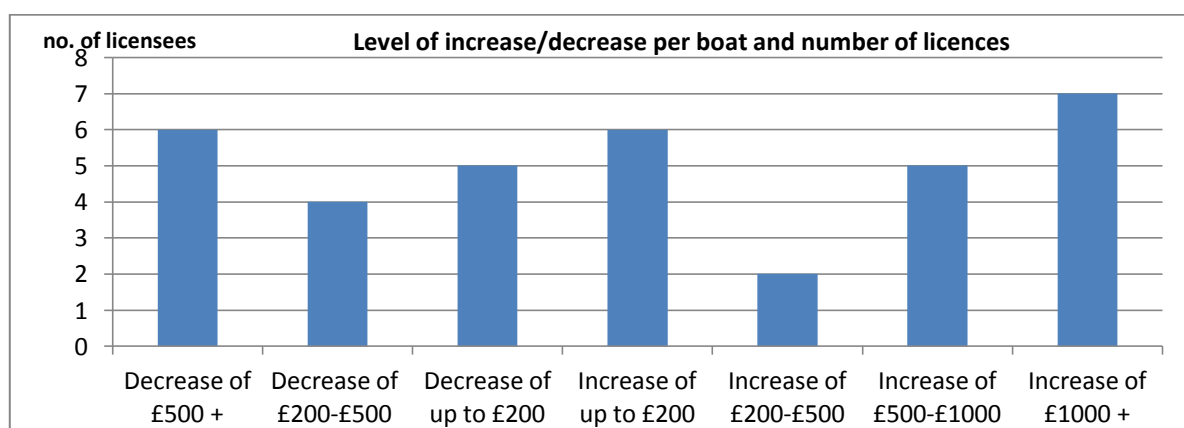 no. of licensees
Level of increase/decrease per boat and number of licences
8
7
6
5
4
3
2
1
0
Decrease of
£500 +
Decrease of
£200-£500
Decrease of
up to £200
Increase of
up to £200
Increase of
£200-£500
Increase of
£500-£1000
Increase of
£1000 +